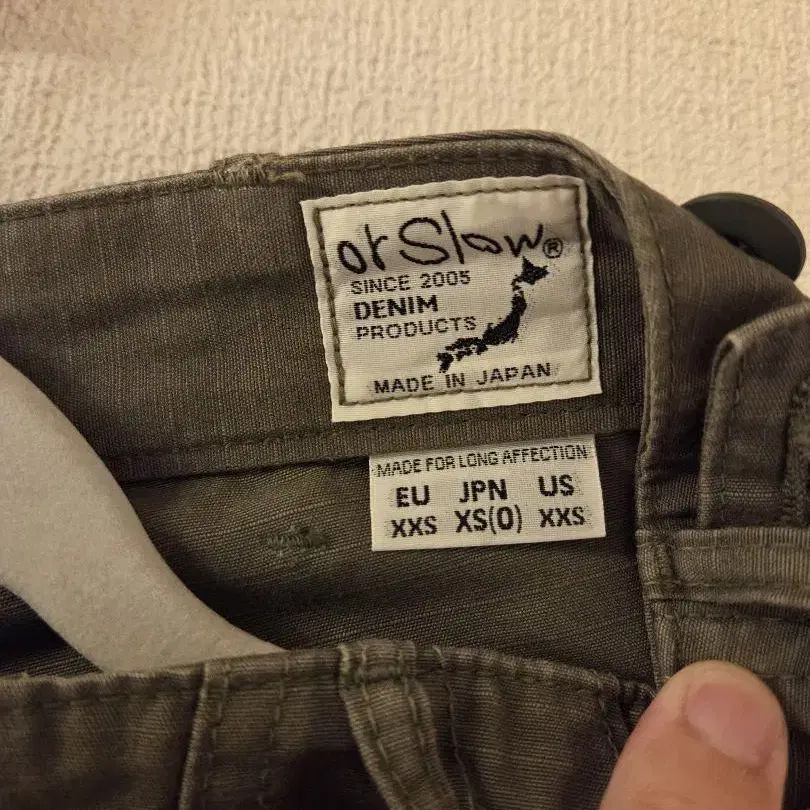 orSlow®
SINCE 2005
DENIM
PRODUCTS
MADE IN JAPAN
MADE FOR LONG AFFECTION
EU JPN US
XXS XS(0) XXS